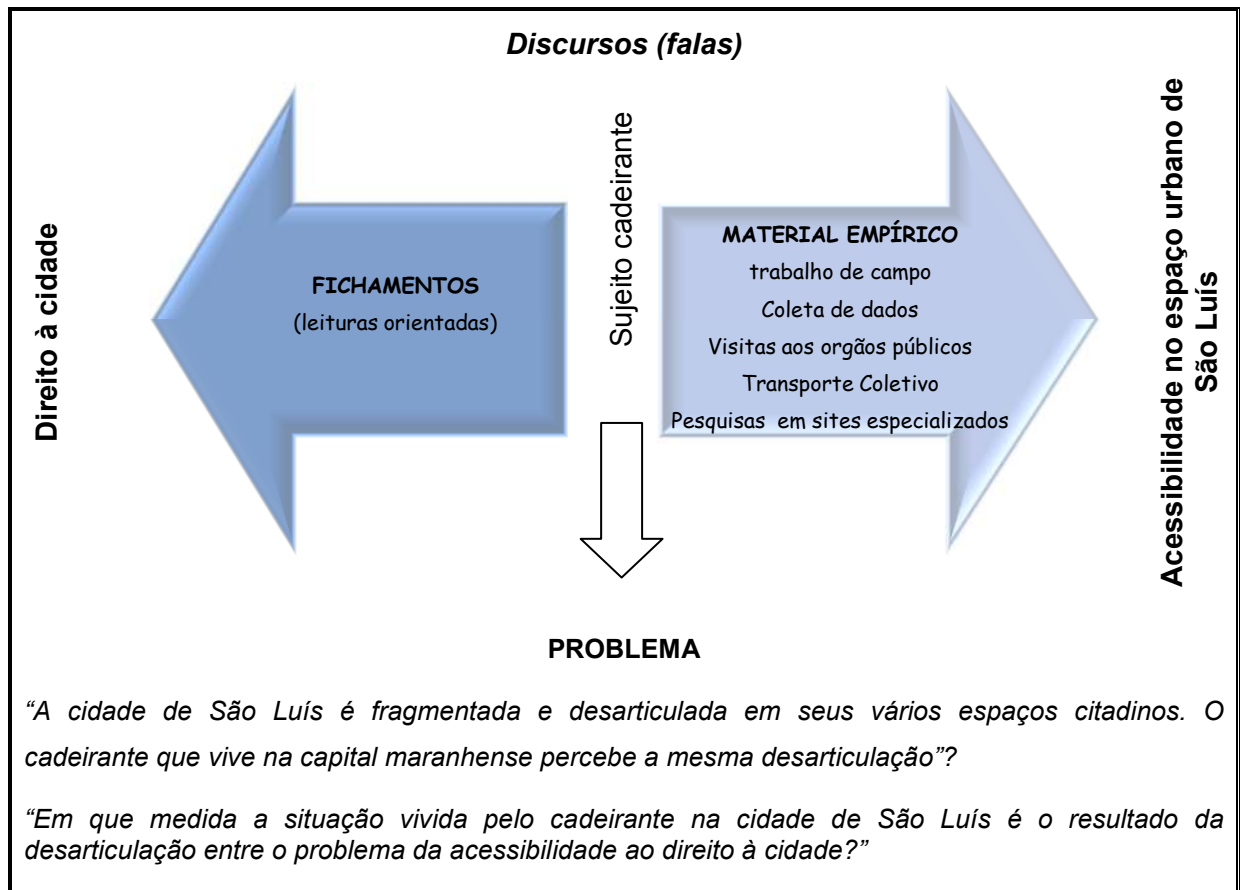 Discursos (falas)
Direito à cidade
FICHAMENTOS
(leituras orientadas)
Sujeito cadeirante
MATERIAL EMPÍRICO
trabalho de campo
Coleta de dados
Visitas aos orgãos públicos
Transporte Coletivo
Pesquisas em sites especializados
Acessibilidade no espaço urbano de
São Luís
PROBLEMA
“A cidade de São Luís é fragmentada e desarticulada em seus vários espaços citadinos. O
cadeirante que vive na capital maranhense percebe a mesma desarticulação”?
“Em que medida a situação vivida pelo cadeirante na cidade de São Luís é o resultado da
desarticulação entre o problema da acessibilidade ao direito à cidade?”